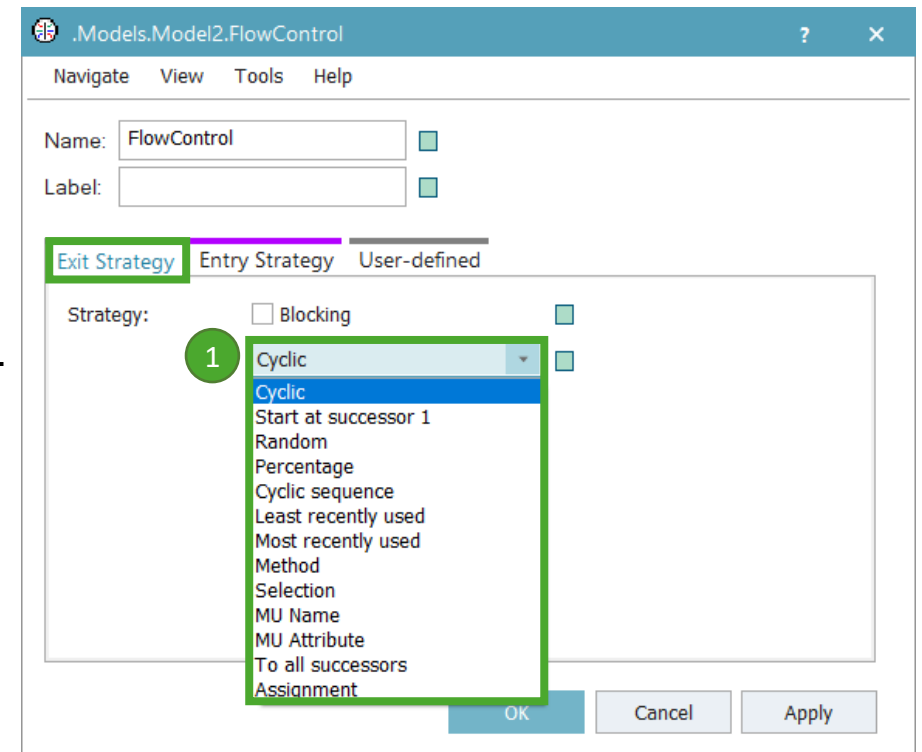 .Models.Model2.FlowControl ? ×
Navigate View Tools Help
Name: FlowControl
Label:
Exit Strategy Entry Strategy User-defined
Strategy: Blocking
1 Cyclic
Cyclic
Start at successor 1
Random
Percentage
Cyclic sequence
Least recently used
Most recently used
Method
Selection
MU Name
MU Attribute
To all successors
Assignment
OK Cancel Apply